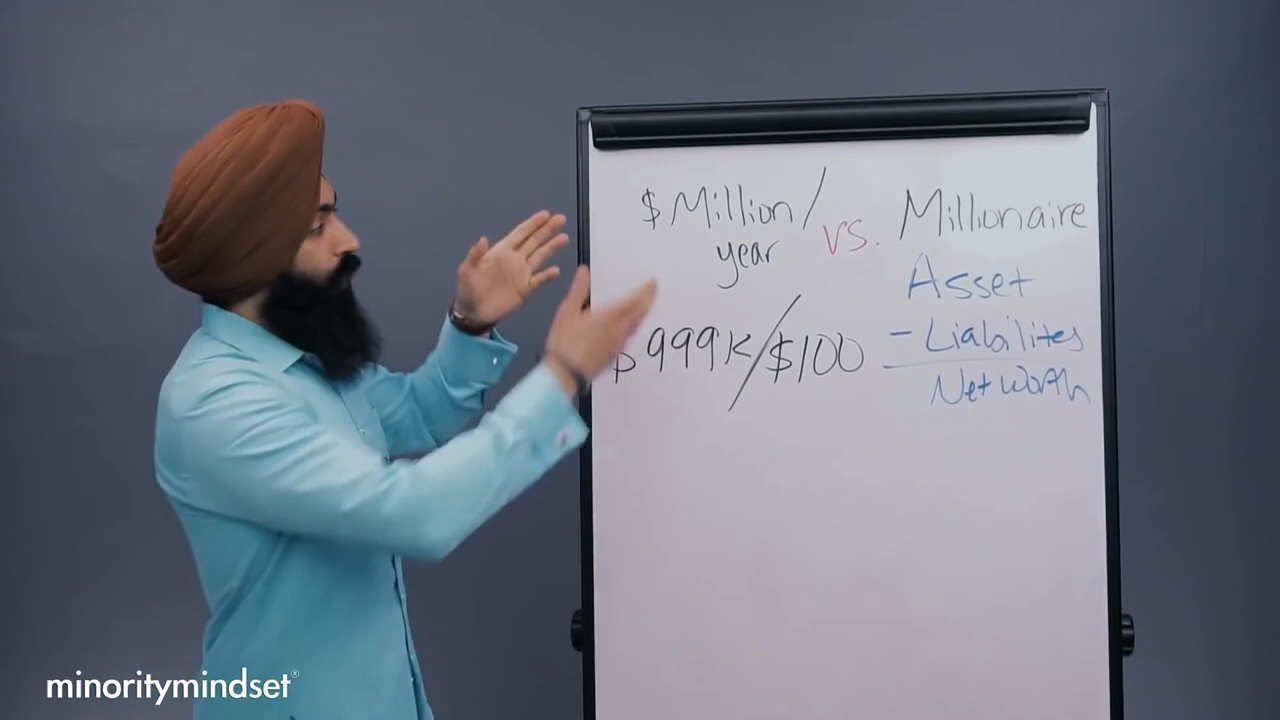 $ Million/
year
vs.
Millionaire
Asset
- Liabilites
Net worth
$999K/$100
minoritymindset®